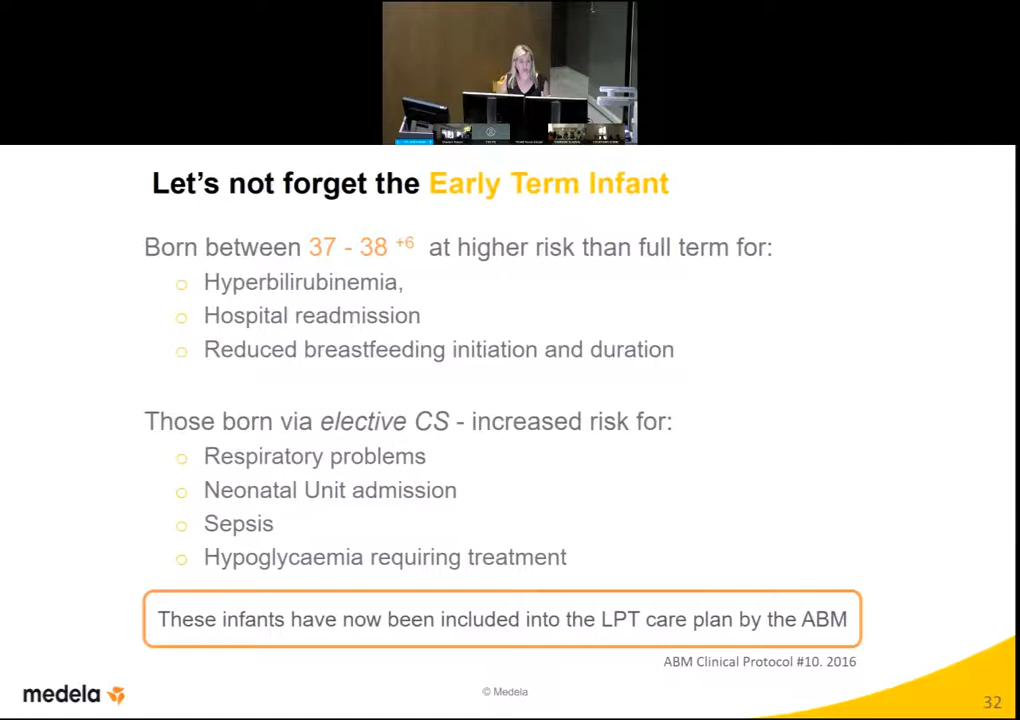 Let's not forget the Early Term Infant
Born between 37 - 38 +6 at higher risk than full term for:
Hyperbilirubinemia,
Hospital readmission
Reduced breastfeeding initiation and duration
Those born via elective CS - increased risk for:
Respiratory problems
Neonatal Unit admission
Sepsis
Hypoglycaemia requiring treatment
These infants have now been included into the LPT care plan by the ABM
ABM Clinical Protocol #10. 2016
medela
© Medela
32